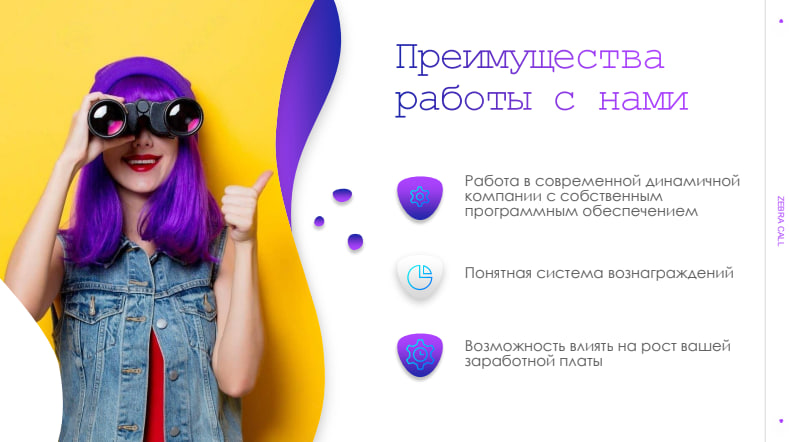 Преимущества
работы с нами
Работа в современной динамичной
компании с собственным
программным обеспечением
Понятная система вознаграждений
Возможность влиять на рост вашей
заработной платы
ZEBRA CALL